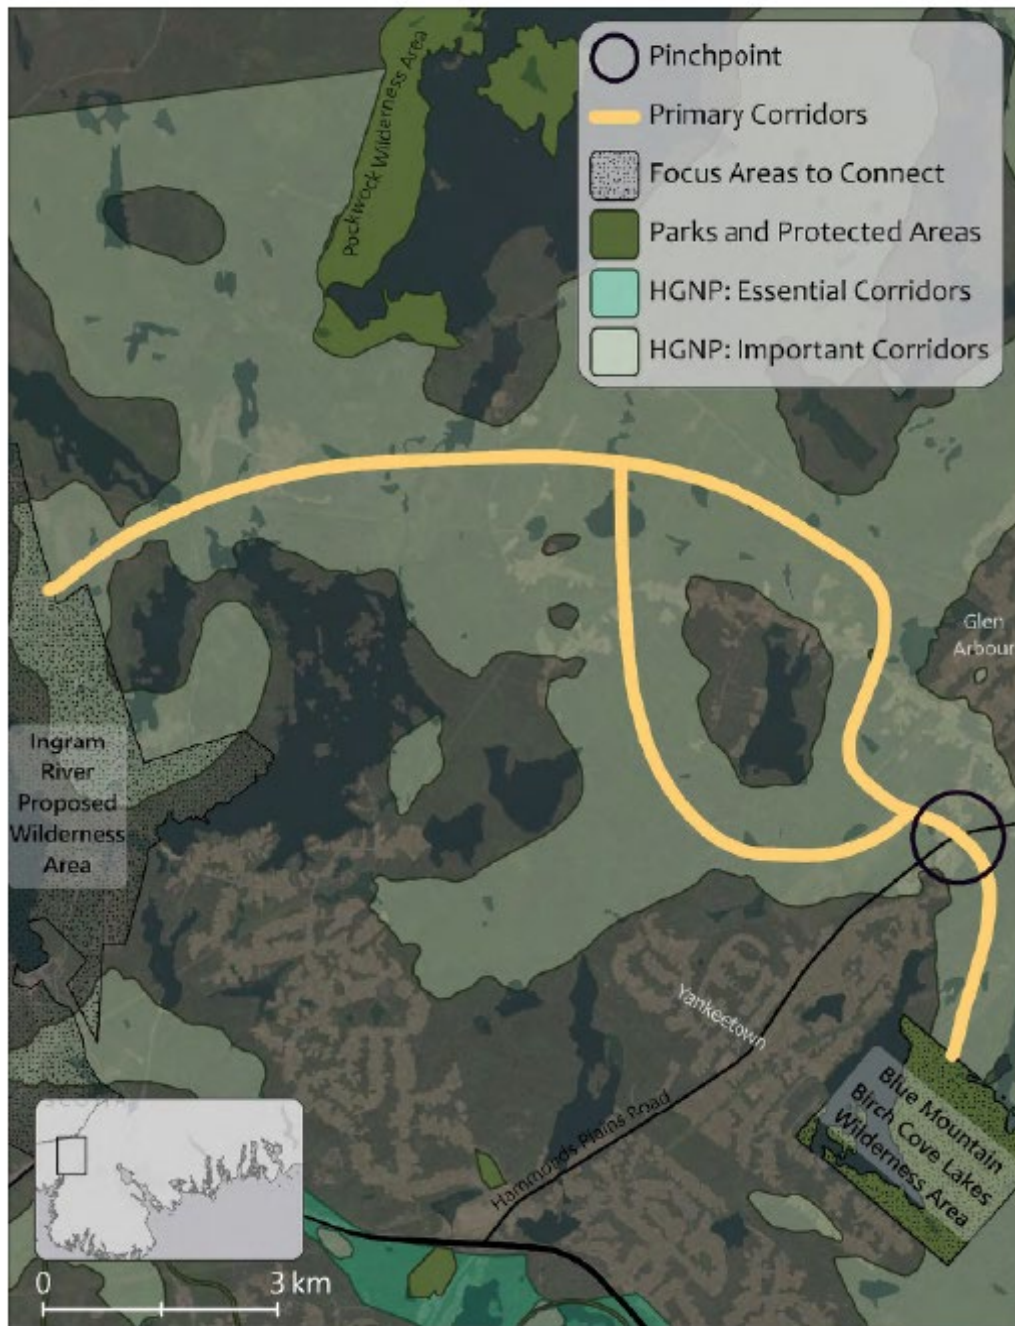 Pockwock Wilderness Area
Pinchpoint
Primary Corridors
Focus Areas to Connect
Parks and Protected Areas
HGNP: Essential Corridors
HGNP: Important Corridors
Glen
Arbour
Ingram
River
Proposed
Wilderness
Area
Yankeetown
Hammonds Plains Road
Blue Mountain
Birch Cove Lakes
Wilderness Area
0 3 km